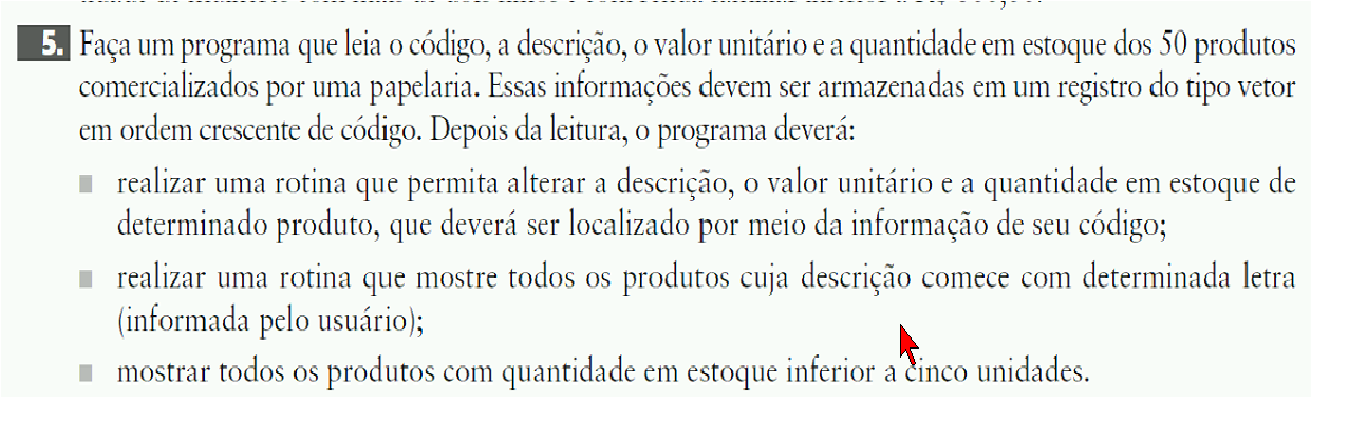 5. Faça um programa que leia o código, a descrição, o valor unitário e a quantidade em estoque dos 50 produtos
comercializados por uma papelaria. Essas informações devem ser armazenadas em um registro do tipo vetor
em ordem crescente de código. Depois da leitura, o programa deverá:
■ realizar uma rotina que permita alterar a descrição, o valor unitário e a quantidade em estoque de
determinado produto, que deverá ser localizado por meio da informação de seu código;
■ realizar uma rotina que mostre todos os produtos cuja descrição comece com determinada letra
(informada pelo usuário);
■ mostrar todos os produtos com quantidade em estoque inferior a cinco unidades.